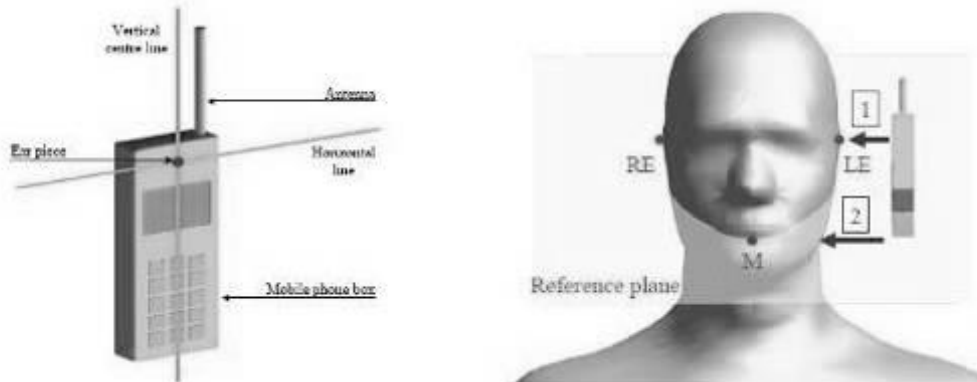 Vertical
centre line
Antenna
Ear piece
Horizontal
line
Mobile phone box
1
RE
LE
2
M
Reference plane